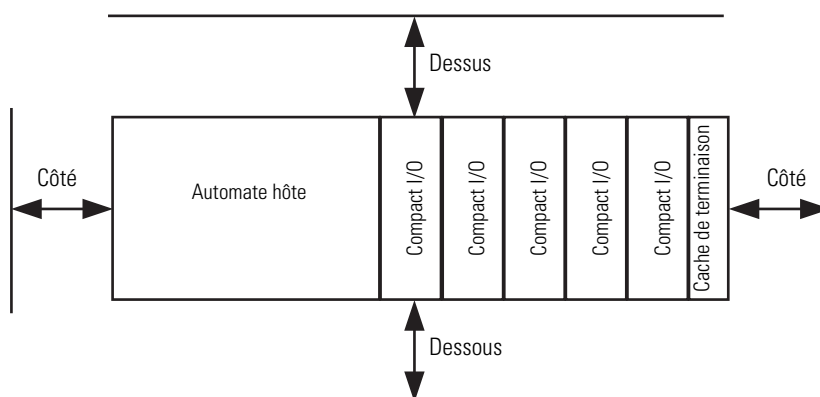 Dessus
Côté
Automate hôte
Compact I/O
Compact I/O
Compact I/O
Compact I/O
Compact I/O
Cache de terminaison
Côté
Dessous